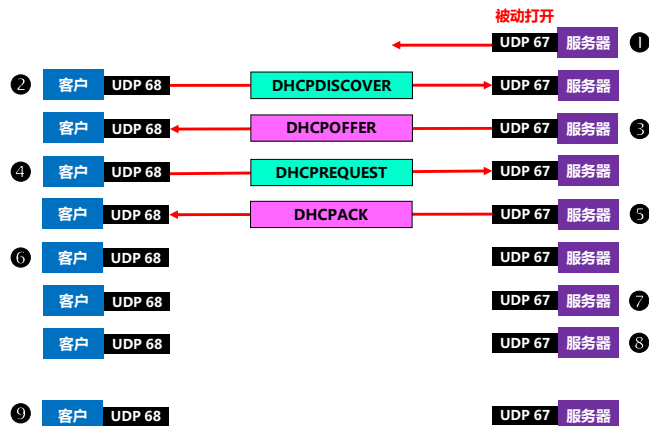 被动打开
UDP 67 服务器 ❶
❷ 客户 UDP 68 DHCPDISCOVER UDP 67 服务器
客户 UDP 68 DHCPOFFER UDP 67 服务器 ❸
❹ 客户 UDP 68 DHCPREQUEST UDP 67 服务器
客户 UDP 68 DHCPACK UDP 67 服务器 ❺
❻ 客户 UDP 68 UDP 67 服务器
客户 UDP 68 UDP 67 服务器 ❼
客户 UDP 68 UDP 67 服务器 ❽
❾ 客户 UDP 68 UDP 67 服务器